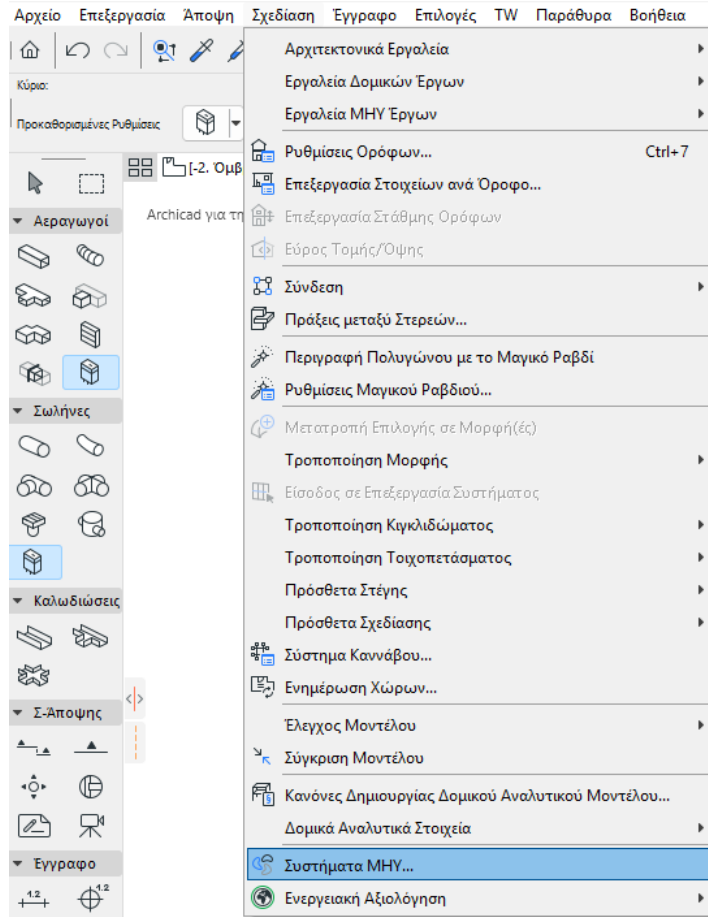 Αρχείο Επεξεργασία Άποψη Σχεδίαση Έγγραφο Επιλογές TW Παράθυρα Βοήθεια
Κύριο:
Προκαθορισμένες Ρυθμίσεις
[-2. Όμβ
Archicad για τη
Αεραγωγοί
Σωλήνες
Καλωδιώσεις
Σ-Άποψης
Έγγραφο
1.2
1.2
Αρχιτεκτονικά Εργαλεία
Εργαλεία Δομικών Έργων
Εργαλεία ΜΗΥ Έργων
Ρυθμίσεις Ορόφων... Ctrl+7
Επεξεργασία Στοιχείων ανά Όροφο...
Επεξεργασία Στάθμης Ορόφων
Εύρος Τομής/Όψης
Σύνδεση
Πράξεις μεταξύ Στερεών...
Περιγραφή Πολυγώνου με το Μαγικό Ραβδί
Ρυθμίσεις Μαγικού Ραβδιού...
Μετατροπή Επιλογής σε Μορφή(ές)
Τροποποίηση Μορφής
Είσοδος σε Επεξεργασία Συστήματος
Τροποποίηση Κιγκλιδώματος
Τροποποίηση Τοιχοπετάσματος
Πρόσθετα Στέγης
Πρόσθετα Σχεδίασης
Σύστημα Καννάβου...
Ενημέρωση Χώρων...
Έλεγχος Μοντέλου
Σύγκριση Μοντέλου
Κανόνες Δημιουργίας Δομικού Αναλυτικού Μοντέλου...
Δομικά Αναλυτικά Στοιχεία
Συστήματα ΜΗΥ...
Ενεργειακή Αξιολόγηση